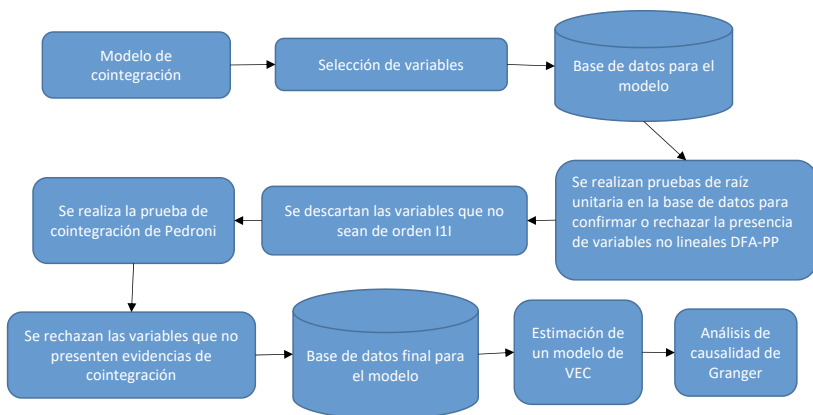 Modelo de
cointegración
Selección de variables
Base de datos para el
modelo
Se realizan pruebas de raíz
unitaria en la base de datos para
confirmar o rechazar la presencia
de variables no lineales DFA-PP
Se descartan las variables que no
sean de orden I1I
Se realiza la prueba de
cointegración de Pedroni
Se rechazan las variables que no
presenten evidencias de
cointegración
Base de datos final para
el modelo
Estimación de
un modelo de
VEC
Análisis de
causalidad de
Granger